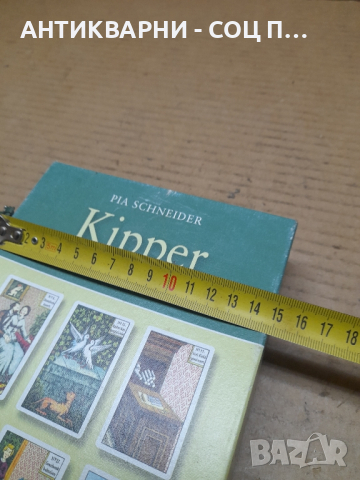 АНТИКВАРНИ - СОЦ П...
PIA SCHNEIDER
Kipper
2 3 4 5 6 7 8 9 10 11 12 13 14 15 16 17 18
BAZAR